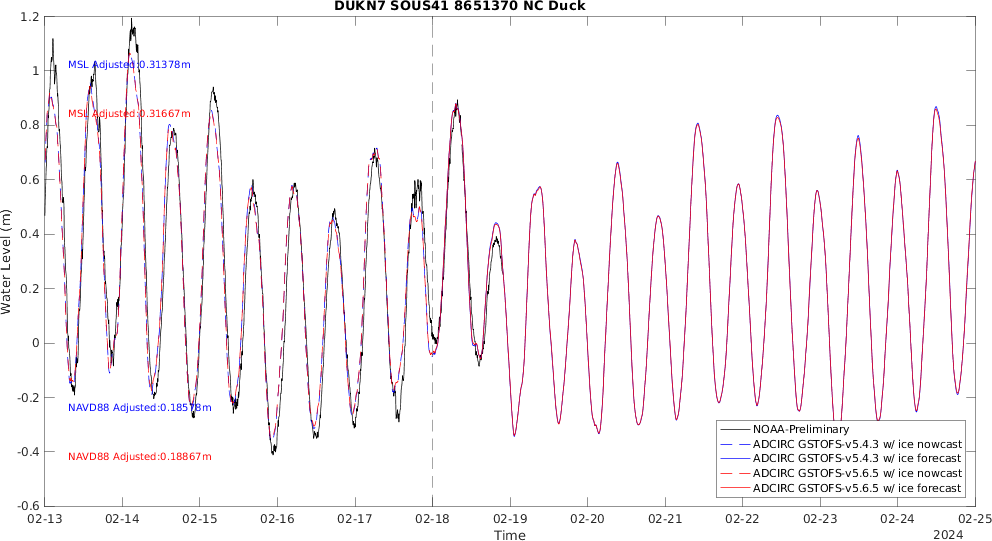 DUKN7 SOUS41 8651370 NC Duck
1.2
1
0.8
0.6
0.4
0.2
0
-0.2
-0.4
-0.6
Water Level (m)
MSL Adjusted:0.31378m
MSL Adjusted:0.31667m
NAVD88 Adjusted:0.18578m
NAVD88 Adjusted:0.18867m
NOAA-Preliminary
ADCIRC GSTOFS-v5.4.3 w/ ice nowcast
ADCIRC GSTOFS-v5.4.3 w/ ice forecast
ADCIRC GSTOFS-v5.6.5 w/ ice nowcast
ADCIRC GSTOFS-v5.6.5 w/ ice forecast
02-13 02-14 02-15 02-16 02-17 02-18 02-19 02-20 02-21 02-22 02-23 02-24 02-25
Time
2024